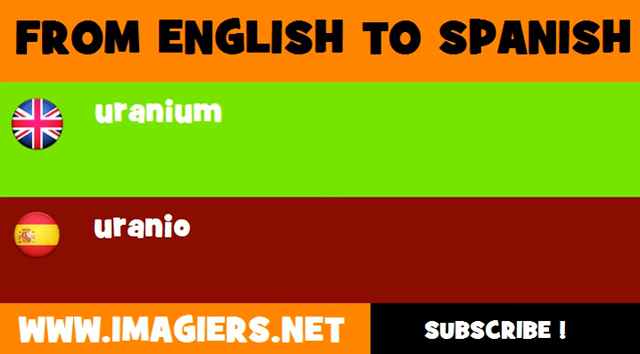 FROM ENGLISH TO SPANISH
uranium
uranio
WWW.IMAGIERS.NET
SUBSCRIBE !